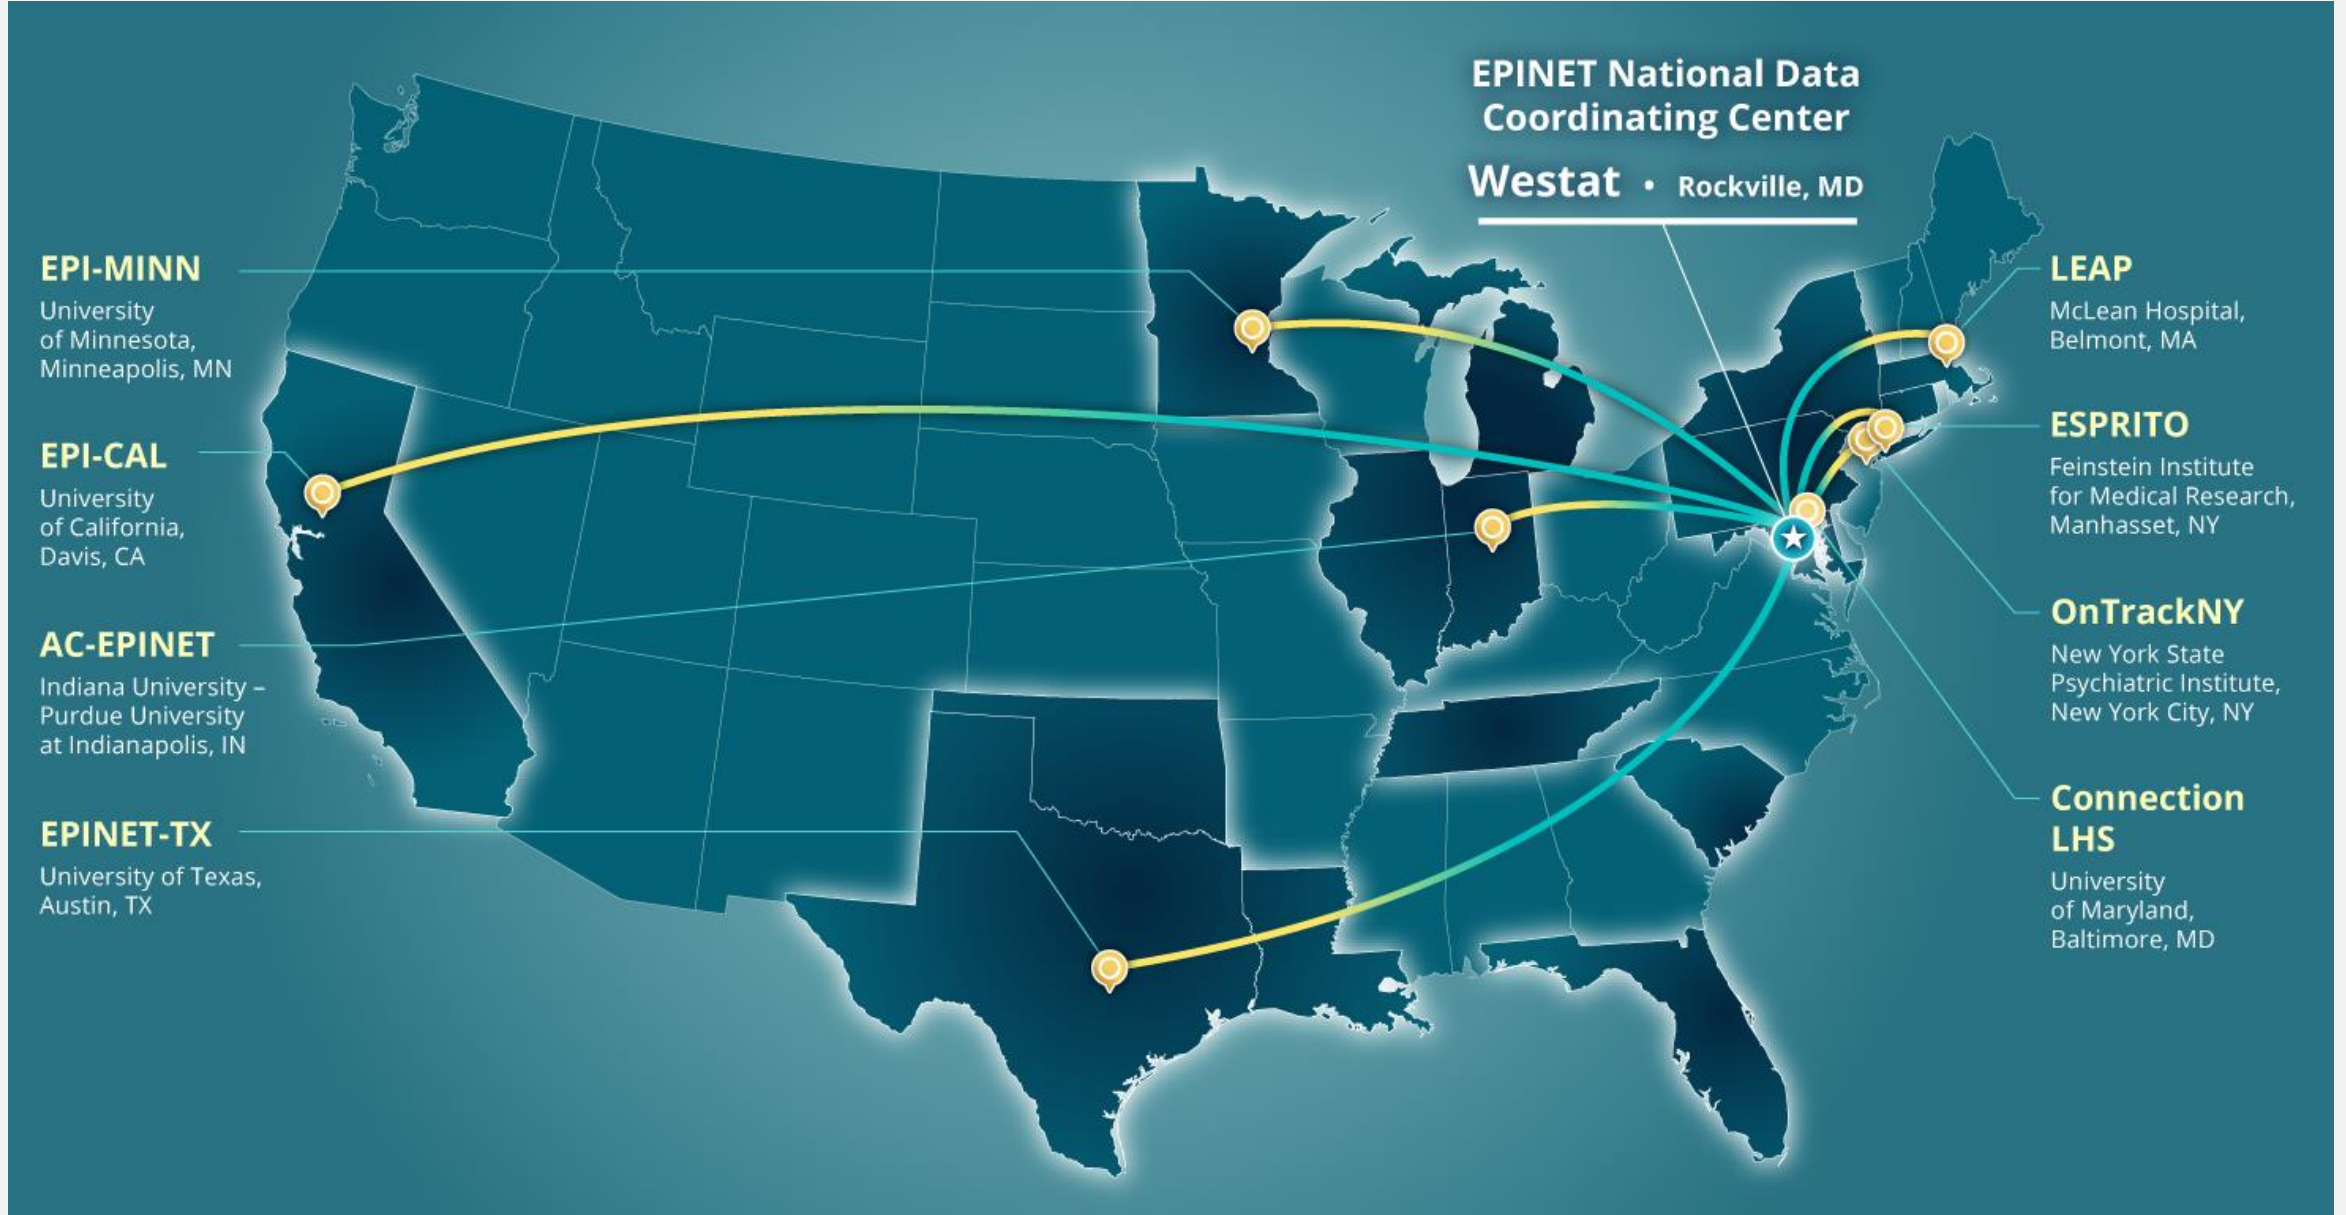 EPINET National Data
Coordinating Center
Westat • Rockville, MD
EPI-MINN
University
of Minnesota,
Minneapolis, MN
EPI-CAL
University
of California,
Davis, CA
AC-EPINET
Indiana University –
Purdue University
at Indianapolis, IN
EPINET-TX
University of Texas,
Austin, TX
LEAP
McLean Hospital,
Belmont, MA
ESPRITO
Feinstein Institute
for Medical Research,
Manhasset, NY
OnTrackNY
New York State
Psychiatric Institute,
New York City, NY
Connection
LHS
University
of Maryland,
Baltimore, MD